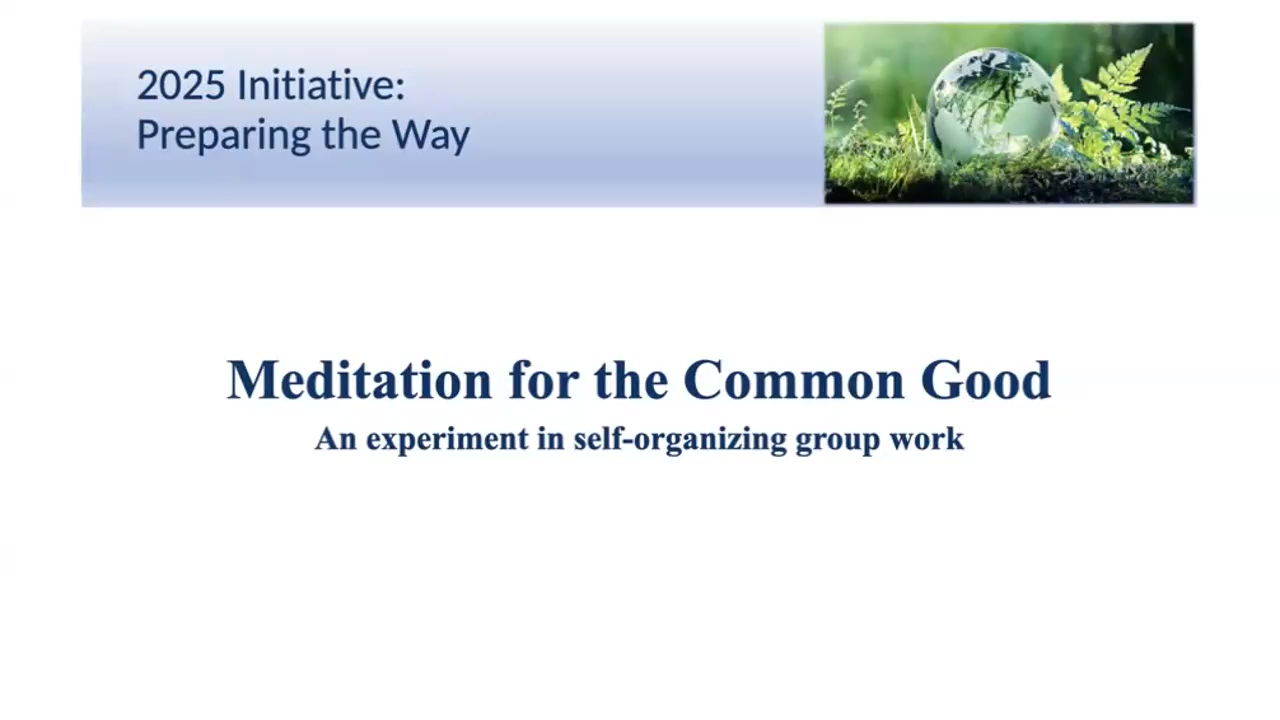 2025 Initiative:
Preparing the Way
Meditation for the Common Good
An experiment in self-organizing group work